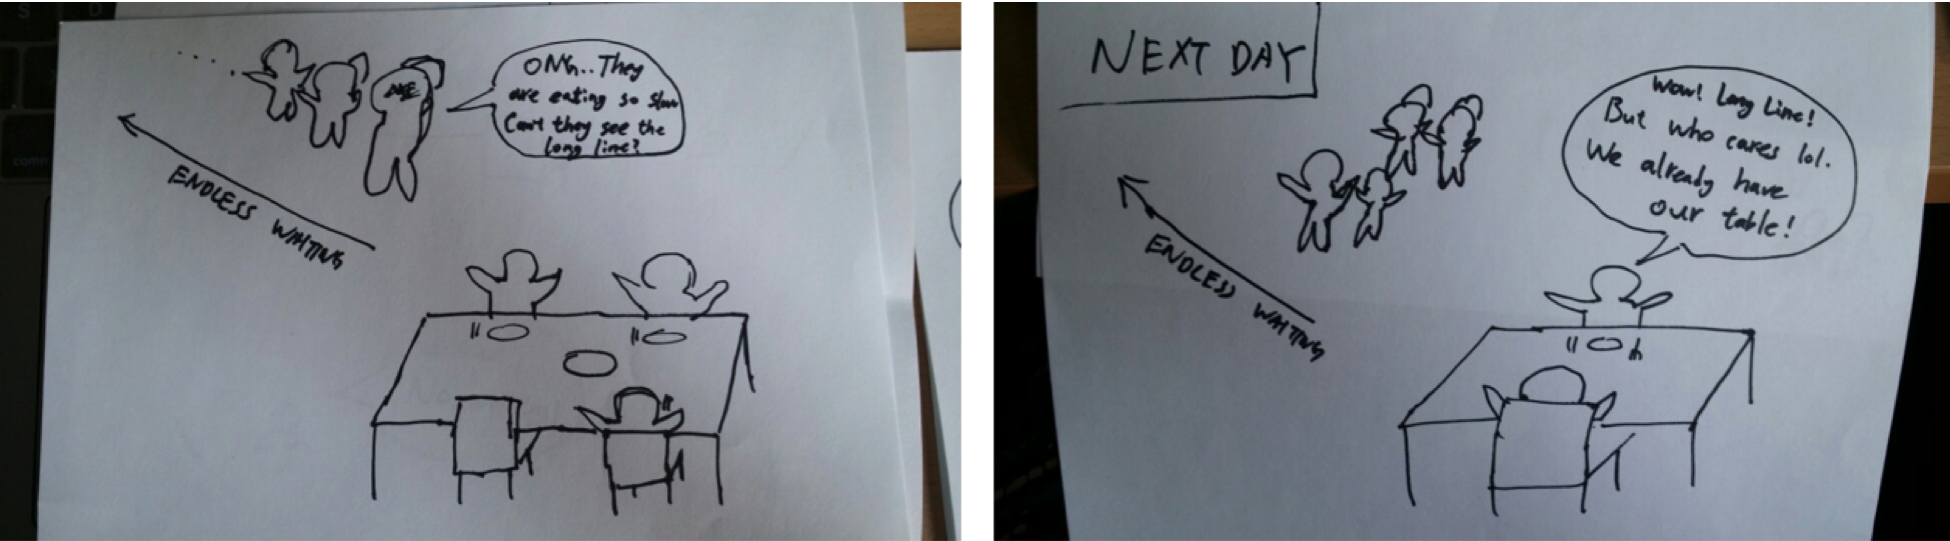 OMh.. They
are eating so slow
Can't they see the
long line?
ENDLESS WAITING
NEXT DAY
Wow! Long Line!
But who cares lol.
We already have
our table!
ENDLESS WAITING